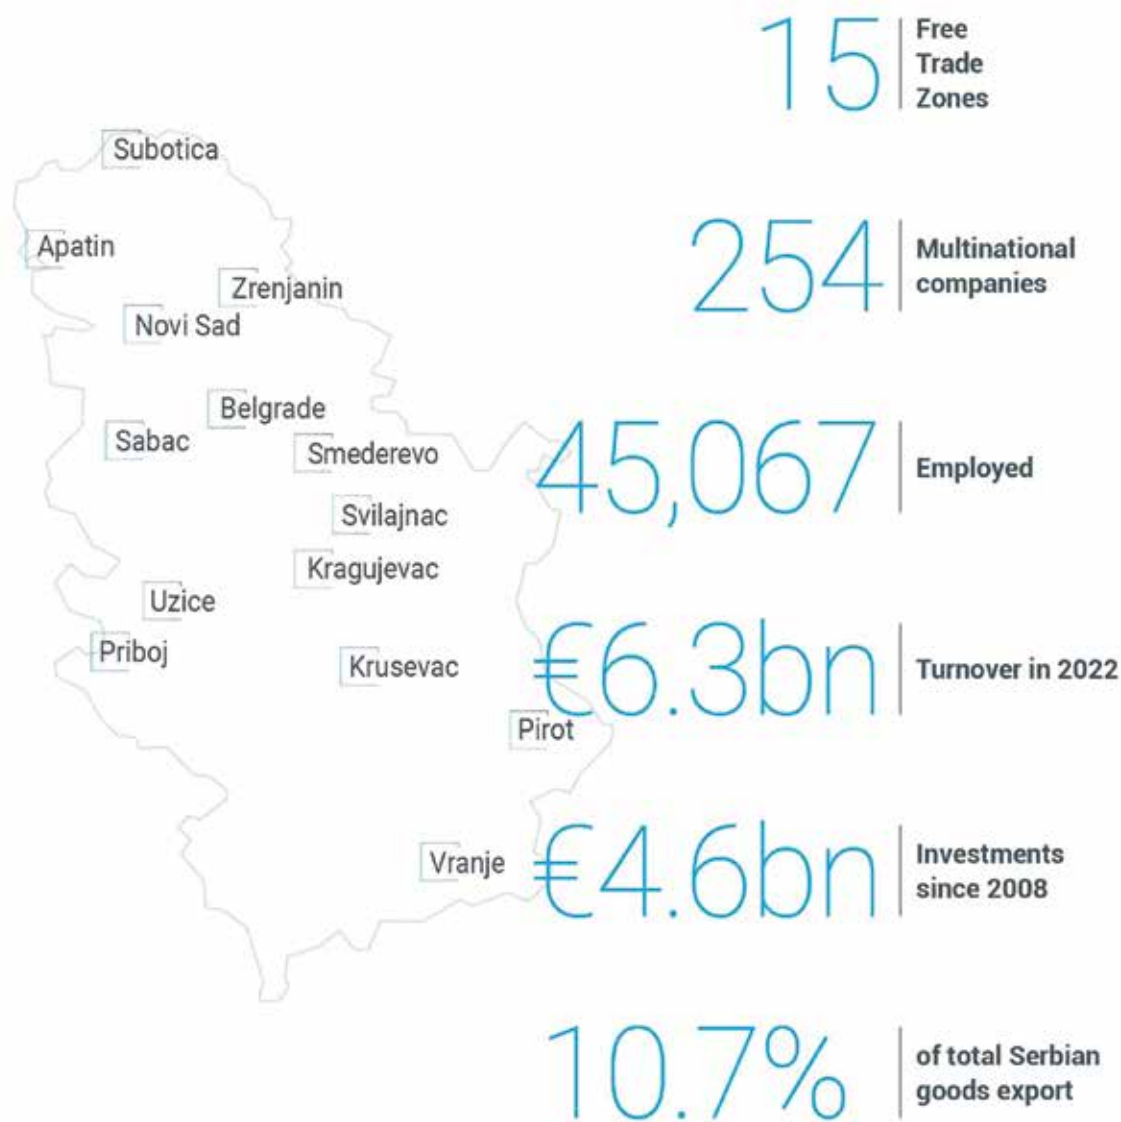 15
Free
Trade
Zones
Subotica
Apatin
254
Multinational
companies
Zrenjanin
Novi Sad
Belgrade
Sabac
Smederevo
45,067
Employed
Svilajnac
Kragujevac
Uzice
Priboj
Krusevac
€6.3bn
Turnover in 2022
Pirot
Vranje
€4.6bn
Investments
since 2008
10.7%
of total Serbian
goods export